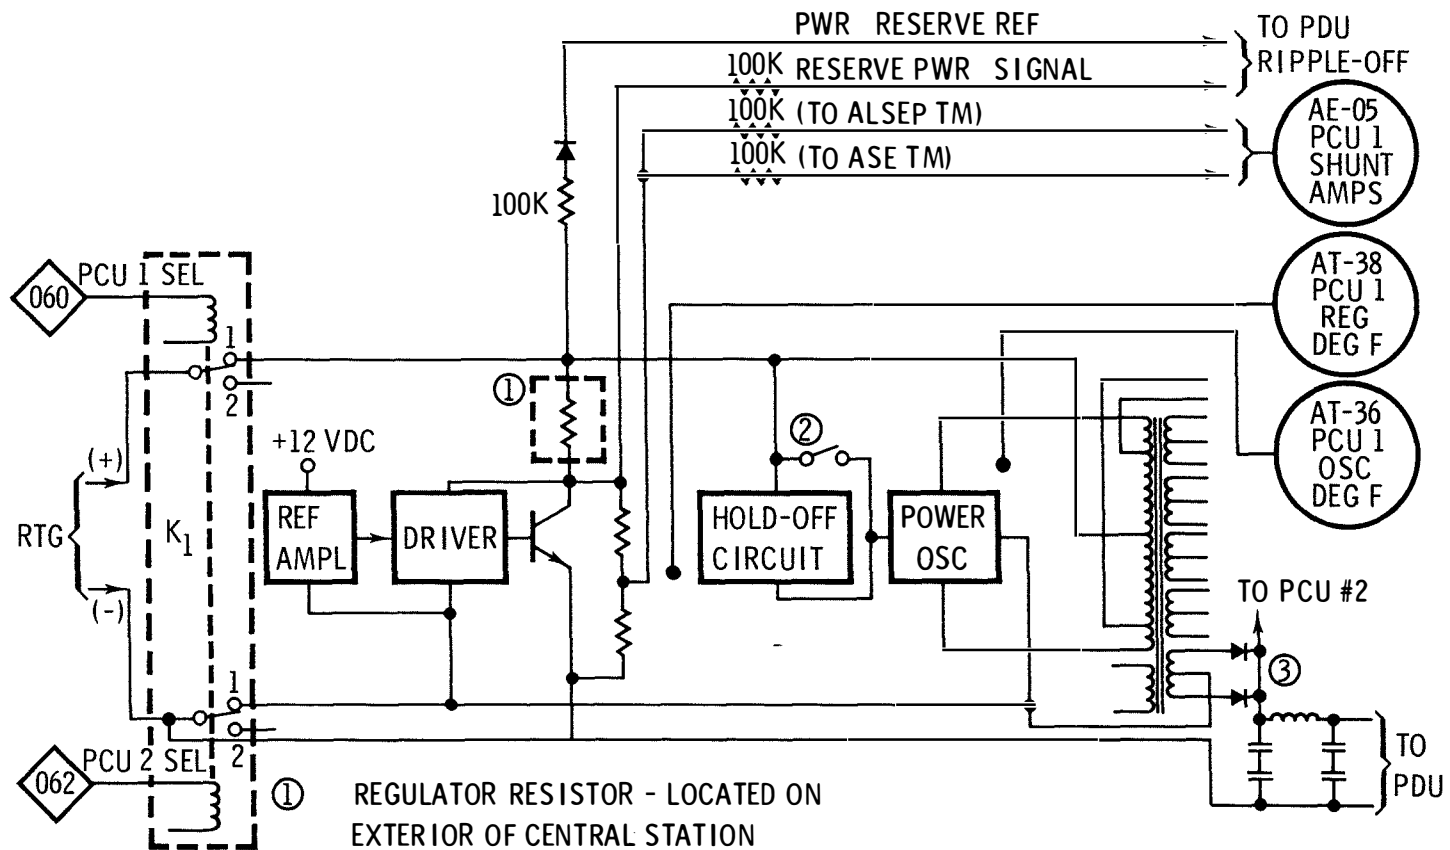 PWR RESERVE REF
TO PDU
RIPPLE-OFF
100K RESERVE PWR SIGNAL
100K (TO ALSEP TM)
100K (TO ASE TM)
AE-05
PCU 1
SHUNT
AMPS
100K
060
PCU 1 SEL
AT-38
PCU 1
REG
DEG F
1
2
①
+12 VDC
②
AT-36
PCU 1
OSC
DEG F
(+)
RTG
(-)
K1
REF
AMPL
DRIVER
HOLD-OFF
CIRCUIT
POWER
OSC
TO PCU #2
③
1
2
062
PCU 2 SEL
TO
PDU
① REGULATOR RESISTOR - LOCATED ON
EXTERIOR OF CENTRAL STATION